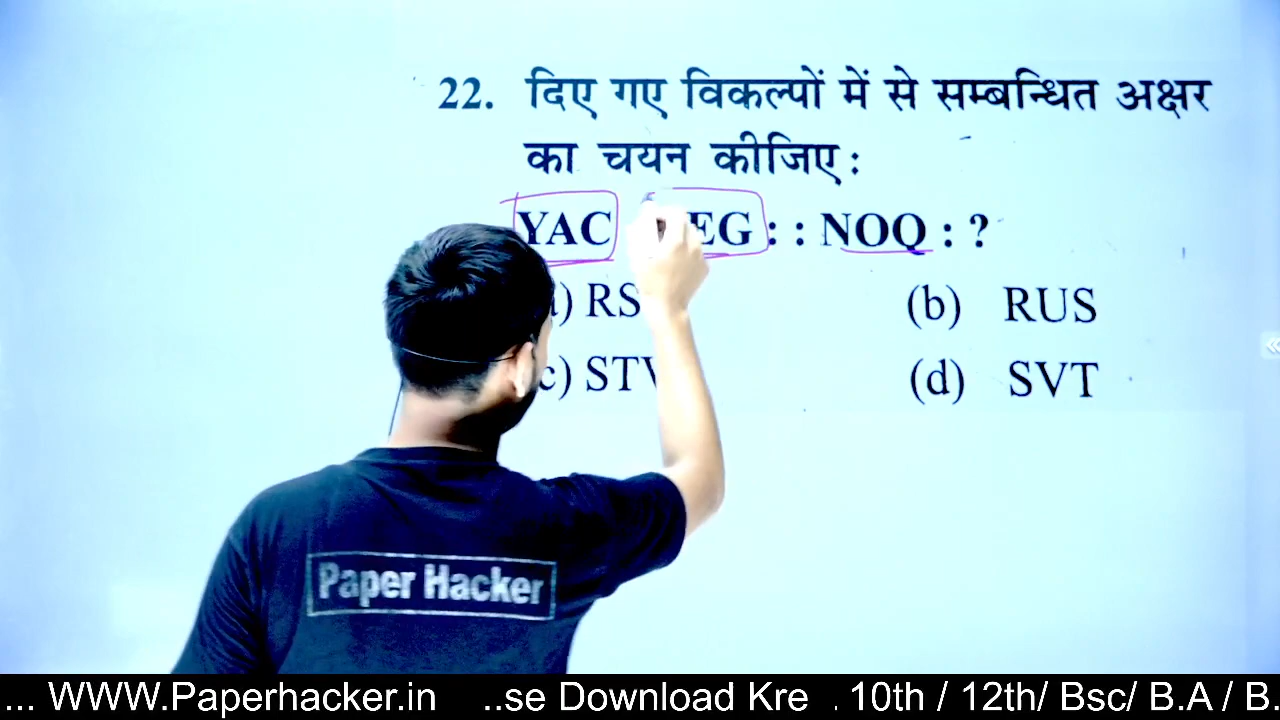 22. दिए गए विकल्पों में से सम्बन्धित अक्षर
का चयन कीजिए :
YAC EG : : NOQ : ?
) RS (b) RUS
c) ST (d) SVT
Paper Hacker
... WWW.Paperhacker.in ..se Download Kre . 10th / 12th/ Bsc/ B.A / B.